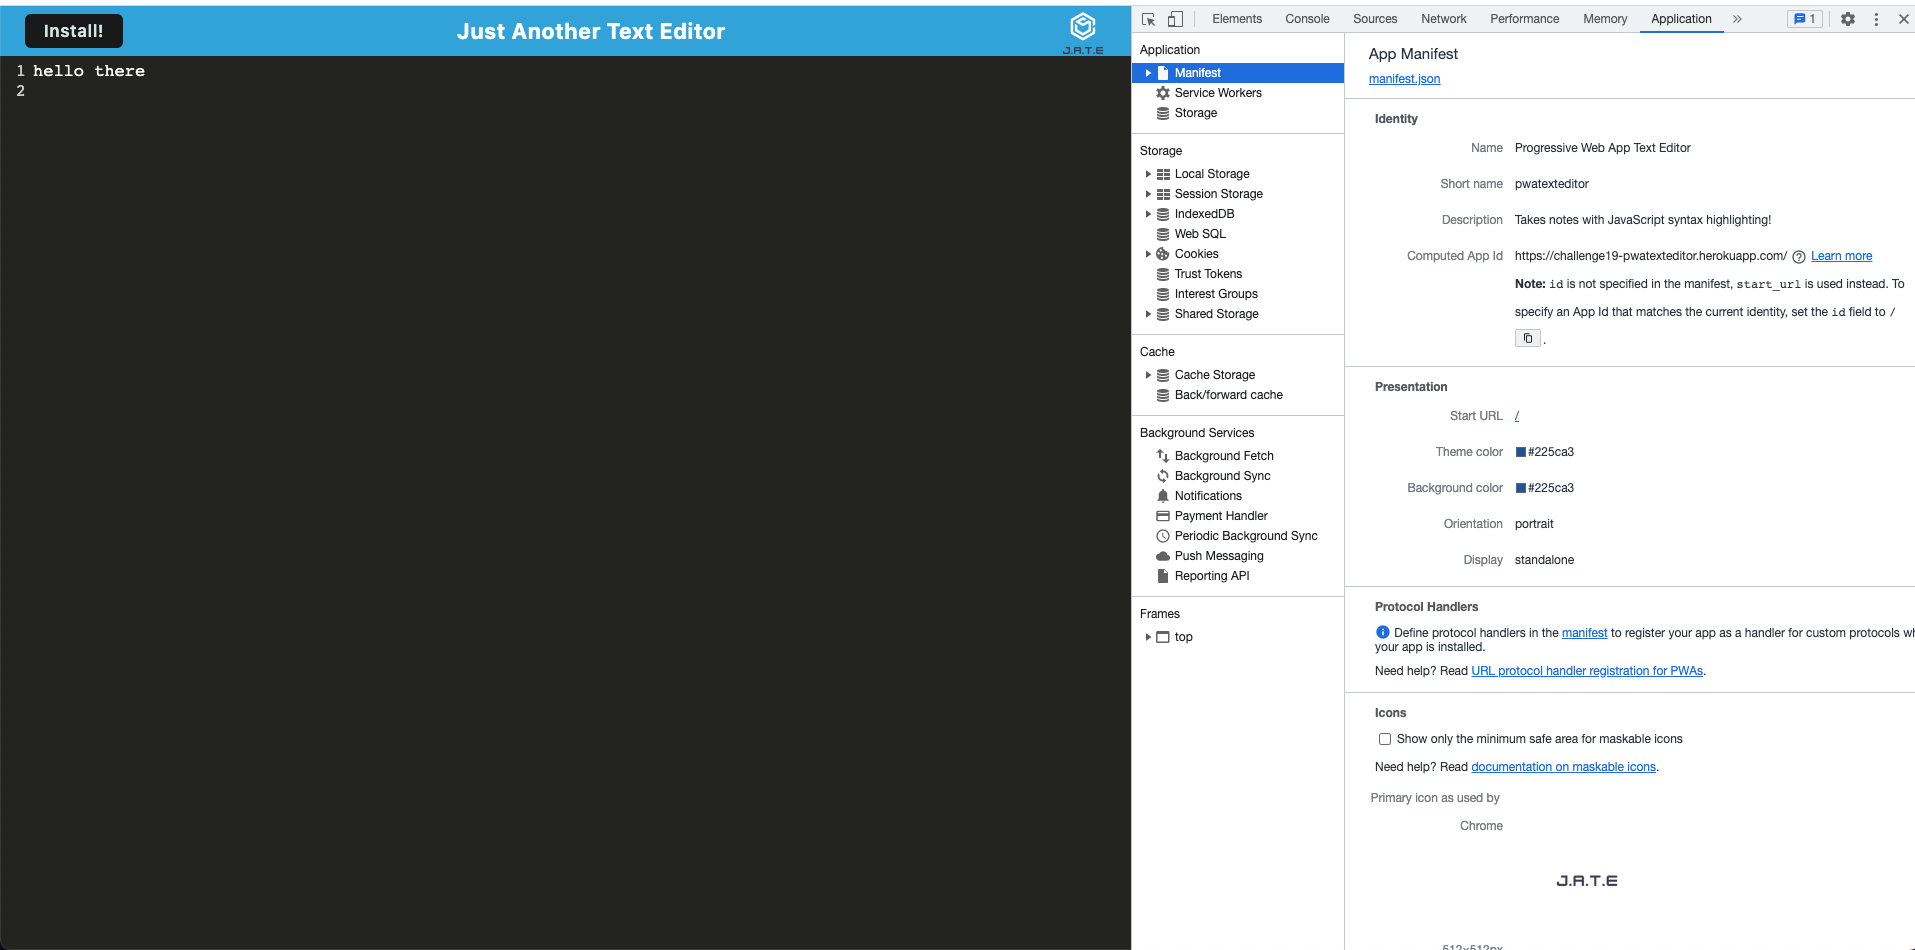 Install!
Just Another Text Editor
J.A.T.E
1 hello there
2
Elements Console Sources Network Performance Memory Application » 1
Application
Manifest
Service Workers
Storage
Storage
Local Storage
Session Storage
IndexedDB
Web SQL
Cookies
Trust Tokens
Interest Groups
Shared Storage
Cache
Cache Storage
Back/forward cache
Background Services
Background Fetch
Background Sync
Notifications
Payment Handler
Periodic Background Sync
Push Messaging
Reporting API
Frames
top
App Manifest
manifest.json
Identity
Name Progressive Web App Text Editor
Short name pwatexteditor
Description Takes notes with JavaScript syntax highlighting!
Computed App Id https://challenge19-pwatexteditor.herokuapp.com/ ? Learn more
Note: id is not specified in the manifest, start_url is used instead. To
specify an App Id that matches the current identity, set the id field to /
.
Presentation
Start URL /
Theme color #225ca3
Background color #225ca3
Orientation portrait
Display standalone
Protocol Handlers
Define protocol handlers in the manifest to register your app as a handler for custom protocols wh
your app is installed.
Need help? Read URL protocol handler registration for PWAs.
Icons
Show only the minimum safe area for maskable icons
Need help? Read documentation on maskable icons.
Primary icon as used by
Chrome
J.A.T.E
512×512px